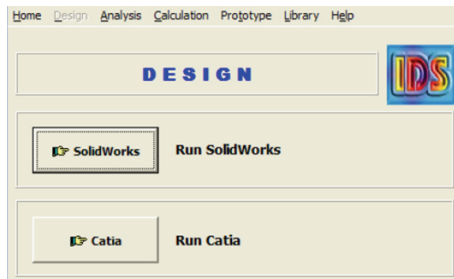 Home Design Analysis Calculation Prototype Library Help
DESIGN
IDS
SolidWorks Run SolidWorks
Catia Run Catia